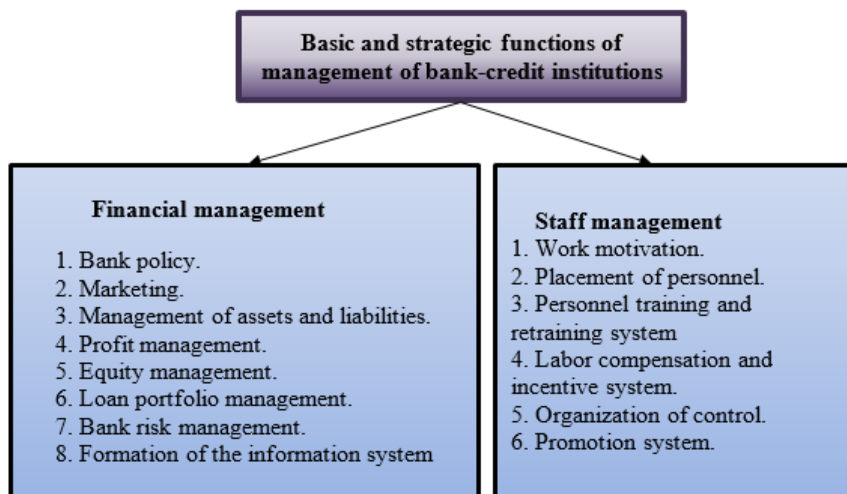 Basic and strategic functions of
management of bank-credit institutions
Financial management
1. Bank policy.
2. Marketing.
3. Management of assets and liabilities.
4. Profit management.
5. Equity management.
6. Loan portfolio management.
7. Bank risk management.
8. Formation of the information system
Staff management
1. Work motivation.
2. Placement of personnel.
3. Personnel training and
retraining system
4. Labor compensation and
incentive system.
5. Organization of control.
6. Promotion system.